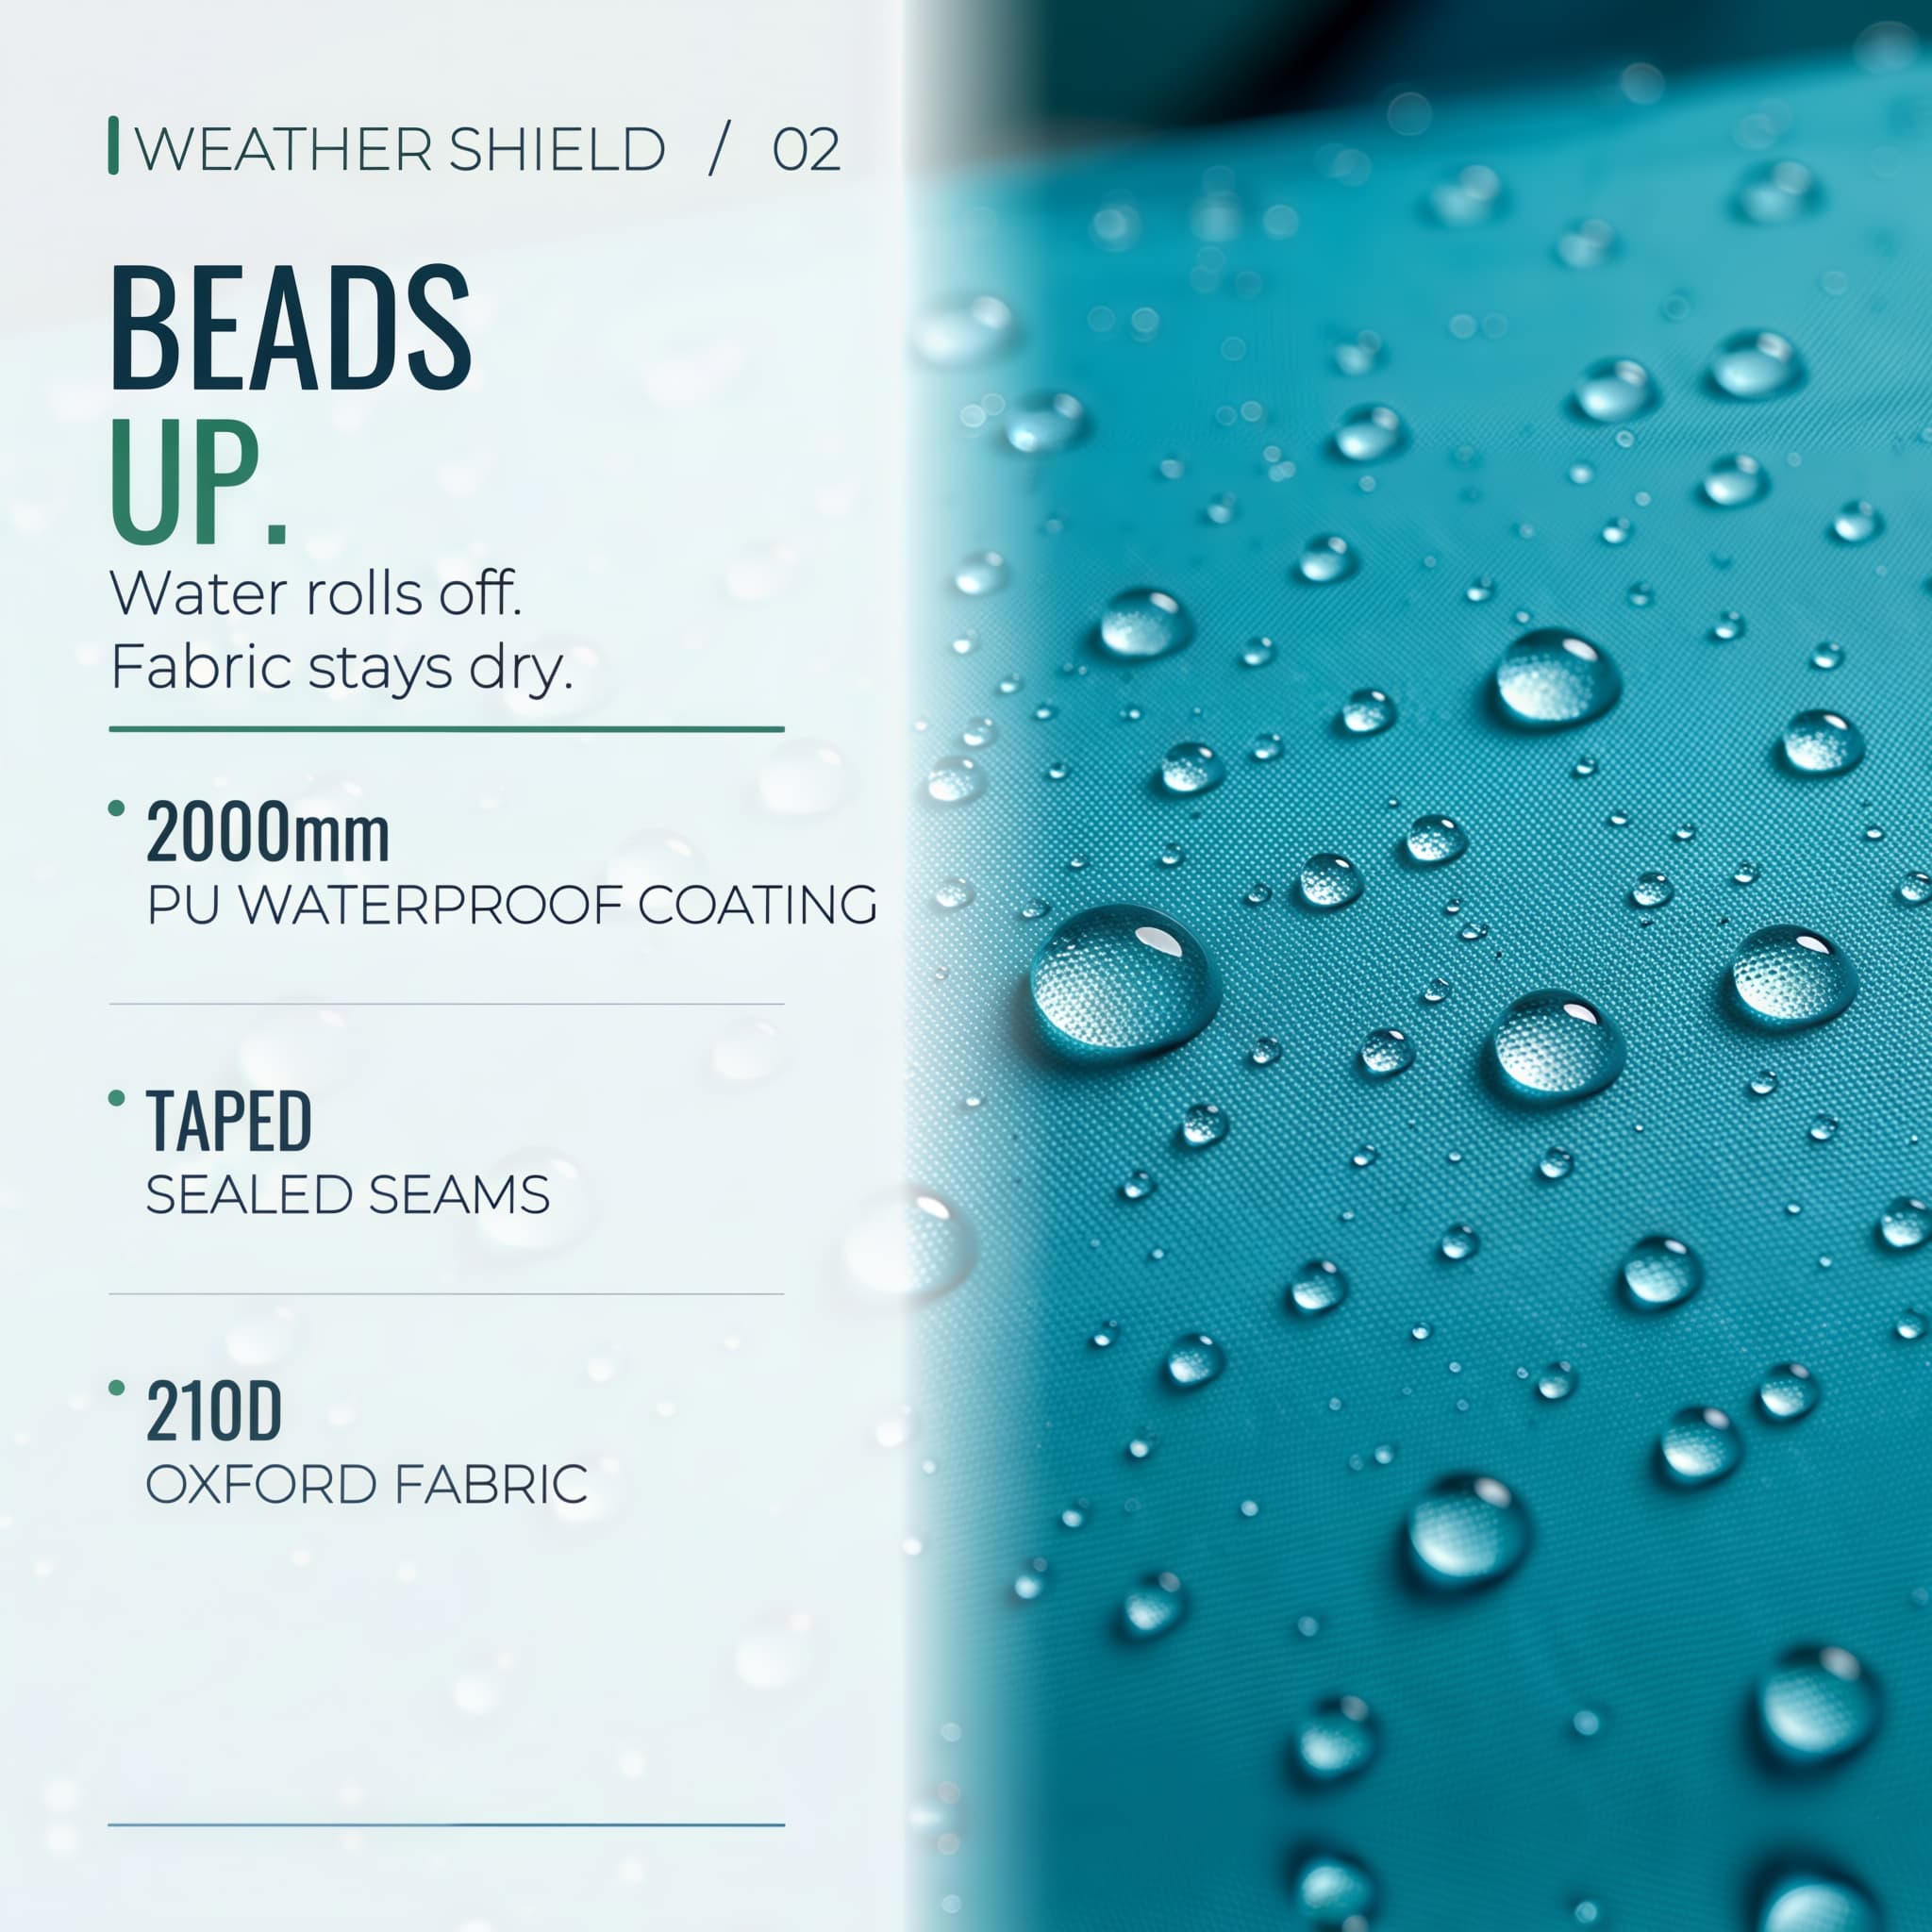 WEATHER SHIELD / 02
BEADS
UP.
Water rolls off.
Fabric stays dry.
2000mm
PU WATERPROOF COATING
TAPED
SEALED SEAMS
210D
OXFORD FABRIC